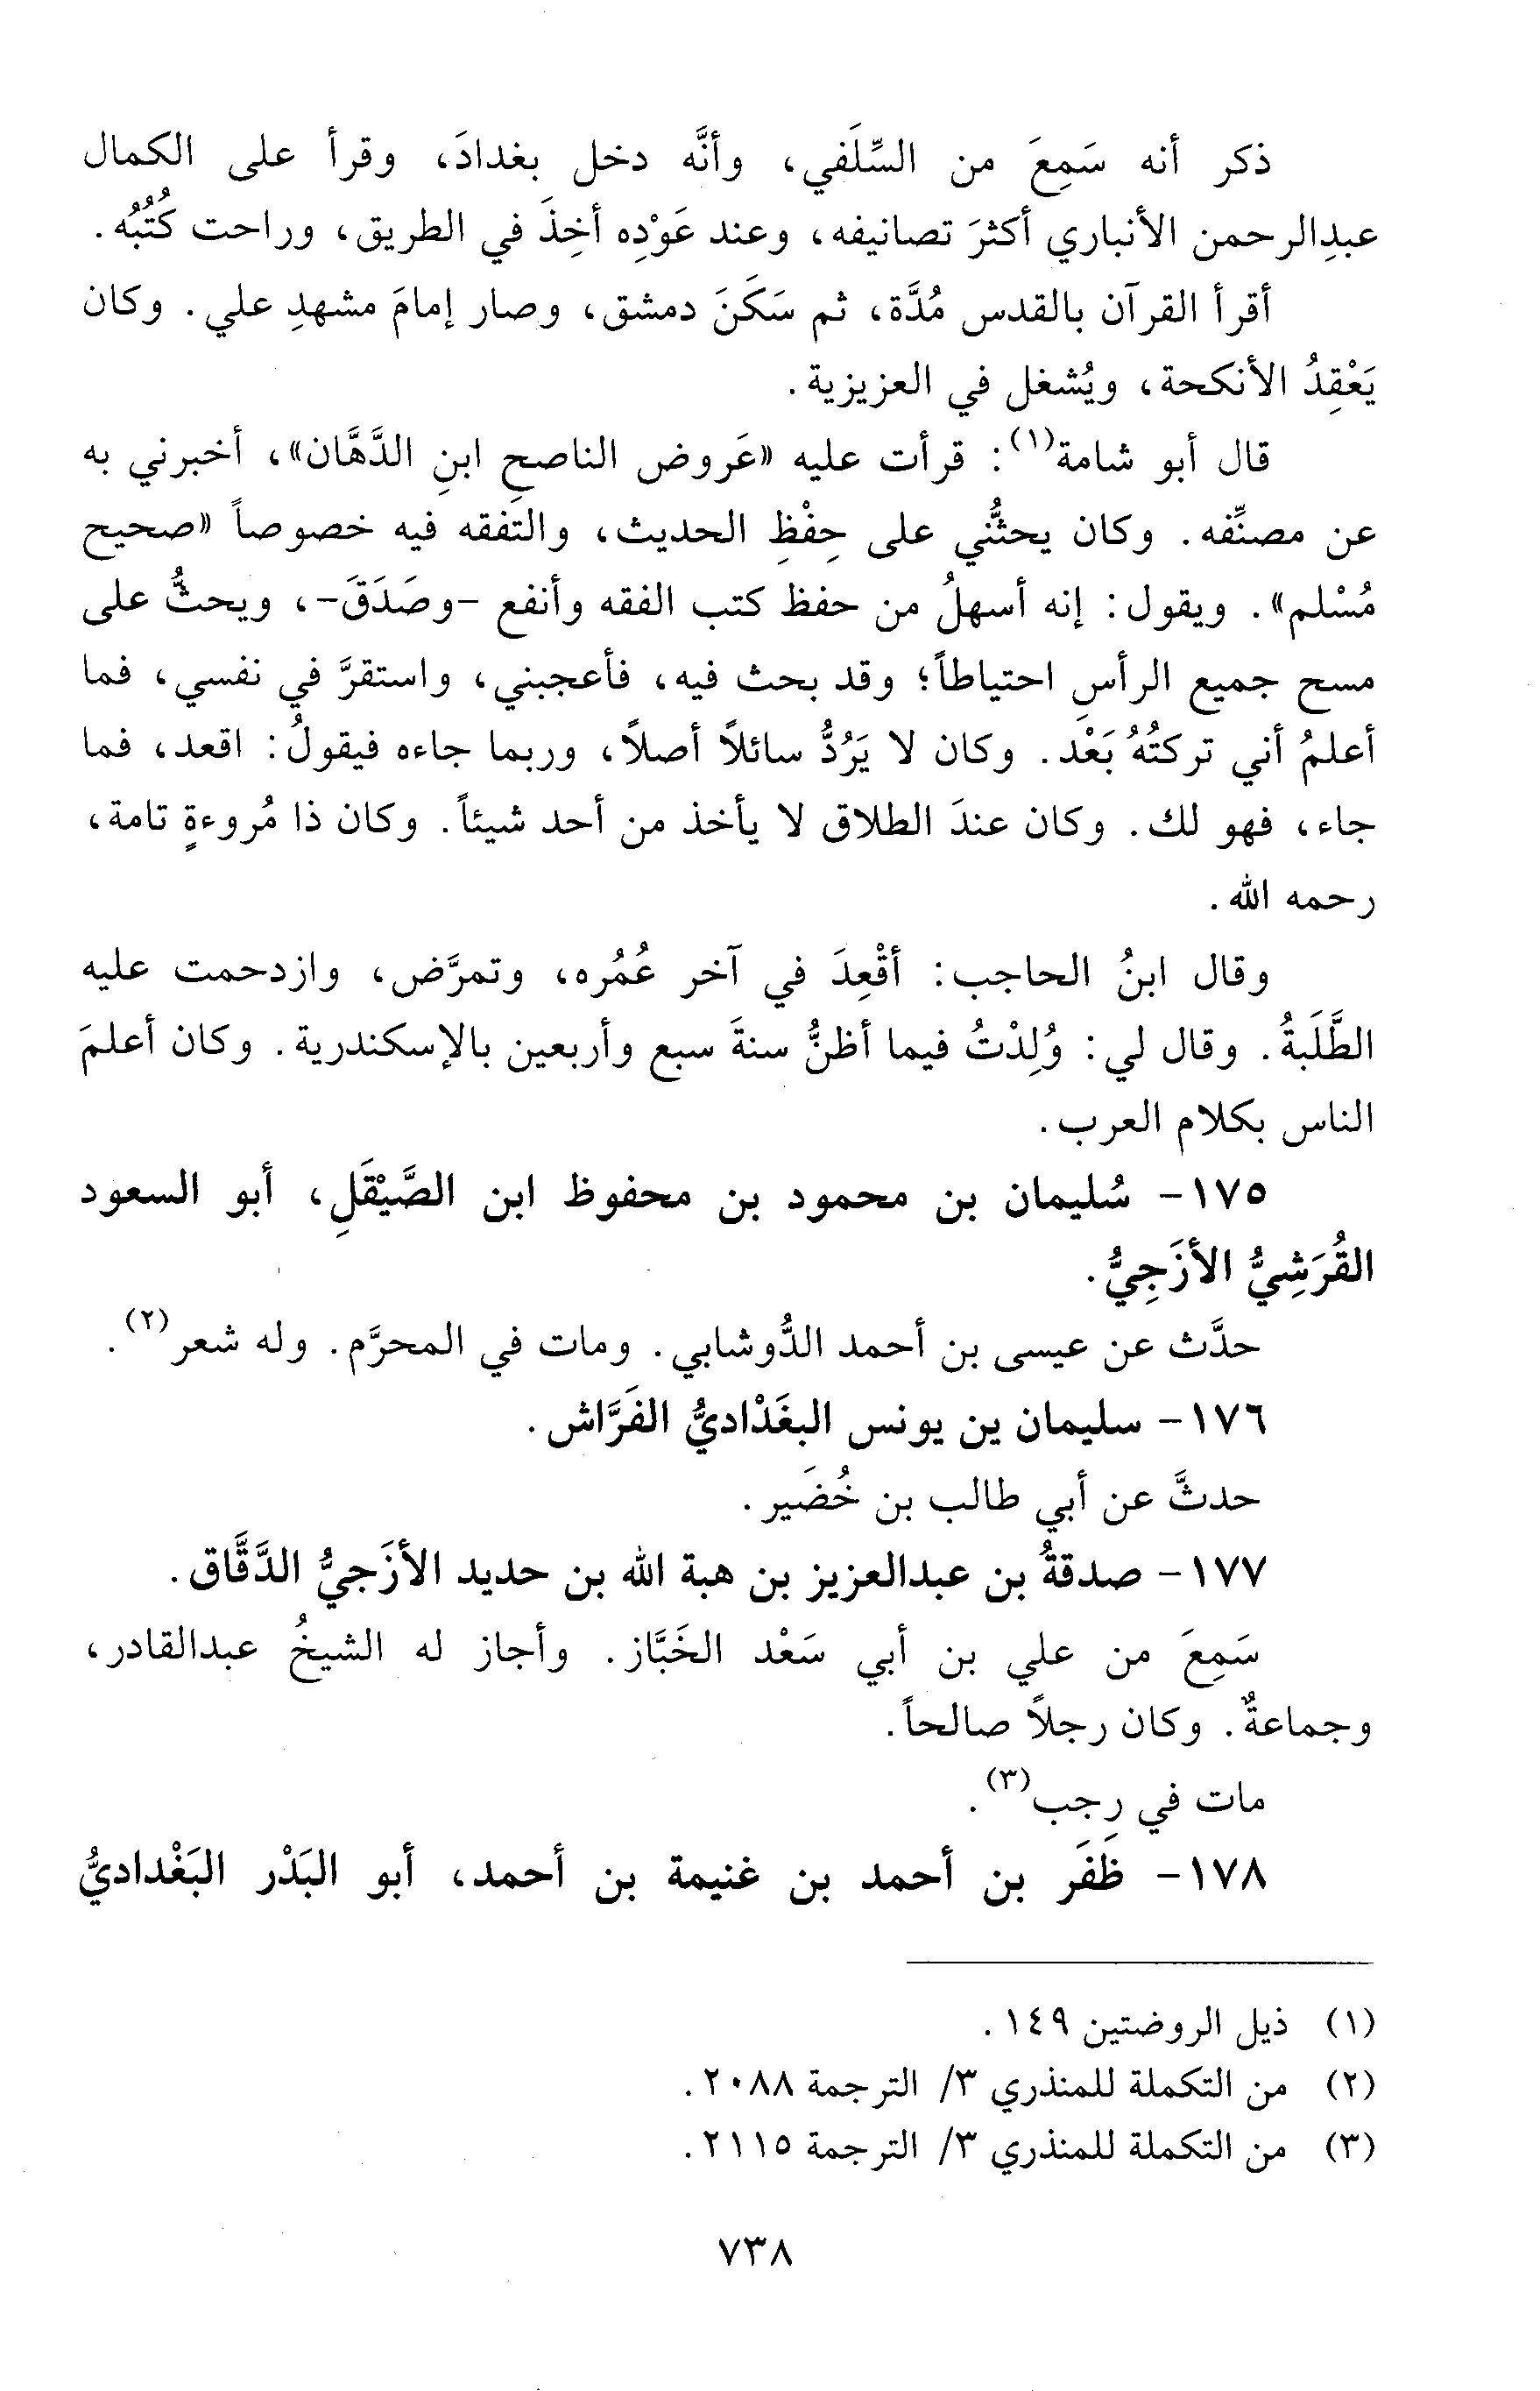 ذكر أنه سَمِعَ من السِّلَفي، وأنَّه دخل بغدادَ، وقرأ على الكمال
عبدِالرحمن الأنباري أكثرَ تصانيفه، وعند عَوْدِه أخِذَ في الطريق، وراحت كُتُبُه.
أقرأ القرآن بالقدس مُدَّة، ثم سَكَنَ دمشق، وصار إمامَ مشهدِ علي. وكان
يَعْقِدُ الأنكحة، ويُشغل في العزيزية.
قال أبو شامة(١): قرأت عليه «عَروض الناصحِ ابنِ الدَّهَّان»، أخبرني به
عن مصنِّفه. وكان يحثُّني على حِفْظِ الحديث، والتفقه فيه خصوصاً «صحيح
مُسْلم». ويقول: إنه أسهلُ من حفظ كتب الفقه وأنفع -وصَدَقَ-، ويحثُّ على
مسح جميع الرأسِ احتياطاً؛ وقد بحث فيه، فأعجبني، واستقرَّ في نفسي، فما
أعلمُ أني تركتُهُ بَعْد. وكان لا يَرُدُّ سائلاً أصلاً، وربما جاءه فيقولُ: اقعد، فما
جاء، فهو لك. وكان عندَ الطلاق لا يأخذ من أحد شيئاً. وكان ذا مُروءةٍ تامة،
رحمه الله.
وقال ابنُ الحاجب: أقْعِدَ في آخر عُمُره، وتمرَّض، وازدحمت عليه
الطَّلَبةُ. وقال لي: وُلِدْتُ فيما أظنُّ سنةَ سبع وأربعين بالإسكندرية. وكان أعلمَ
الناس بكلام العرب.
١٧٥- سُليمان بن محمود بن محفوظ ابن الصَّيْقَلِ، أبو السعود
القُرَشِيُّ الأزَجِيُّ.
حدَّث عن عيسى بن أحمد الدُّوشابي. ومات في المحرَّم. وله شعر(٢).
١٧٦- سليمان ين يونس البغَدْاديُّ الفَرَّاش.
حدثَّ عن أبي طالب بن خُضَير.
١٧٧- صدقةُ بن عبدالعزيز بن هبة الله بن حديد الأزَجيُّ الدَّقَّاق.
سَمِعَ من علي بن أبي سَعْد الخَبَّاز. وأجاز له الشيخُ عبدالقادر،
وجماعةٌ. وكان رجلاً صالحاً.
مات في رجب(٣).
١٧٨- ظَفَر بن أحمد بن غنيمة بن أحمد، أبو البَدْر البَغْداديُّ
(١) ذيل الروضتين ١٤٩.
(٢) من التكملة للمنذري ٣/ الترجمة ٢٠٨٨.
(٣) من التكملة للمنذري ٣/ الترجمة ٢١١٥.
٧٣٨